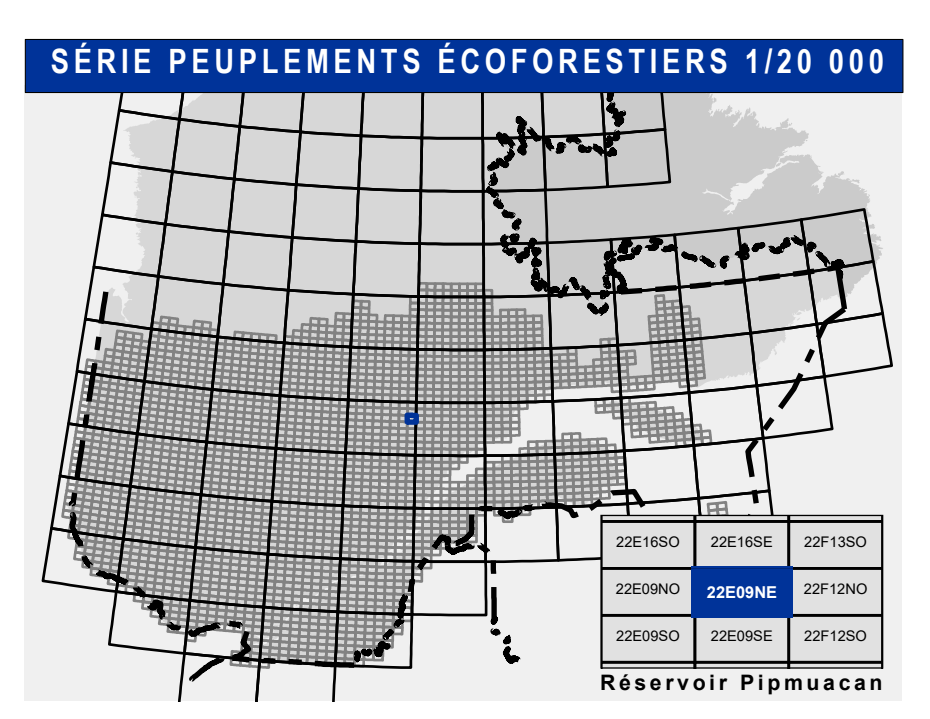 SÉRIE PEUPLEMENTS ÉCOFORESTIERS 1/20 000
22E16SO 22E16SE 22F13SO
22E09NO 22E09NE 22F12NO
22E09SO 22E09SE 22F12SO
Réservoir Pipmuacan